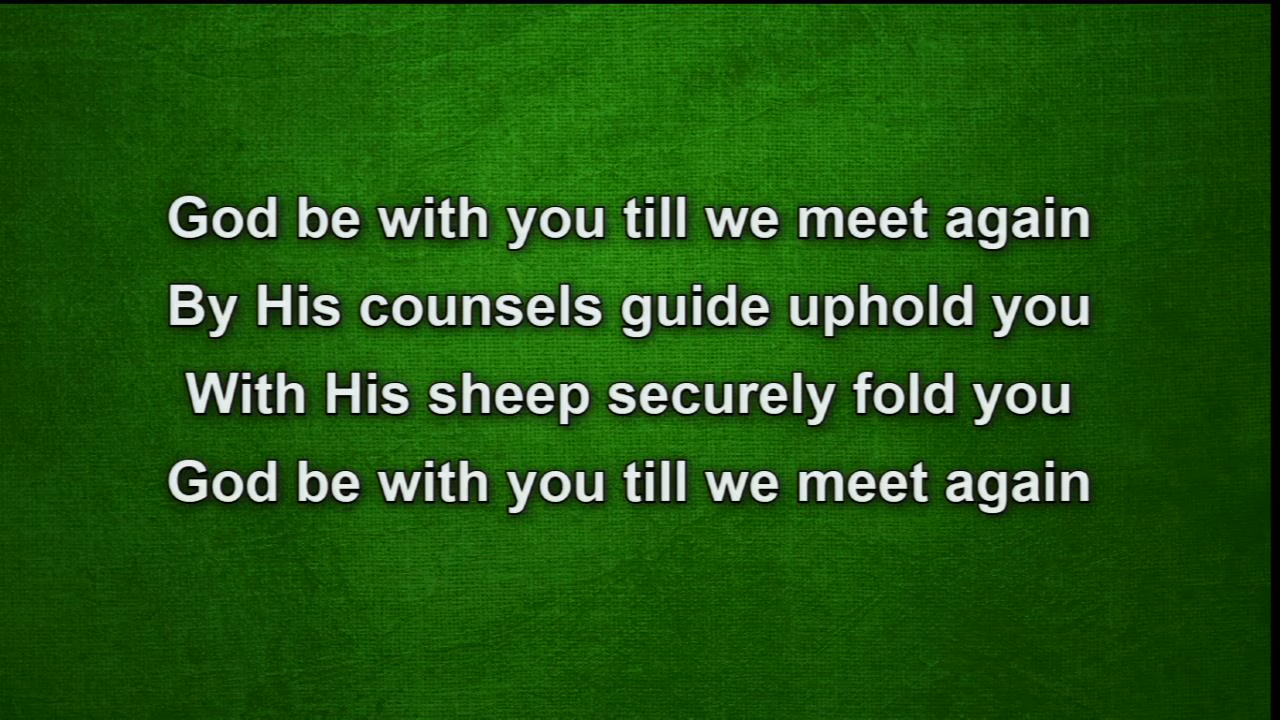 God be with you till we meet again
By His counsels guide uphold you
With His sheep securely fold you
God be with you till we meet again